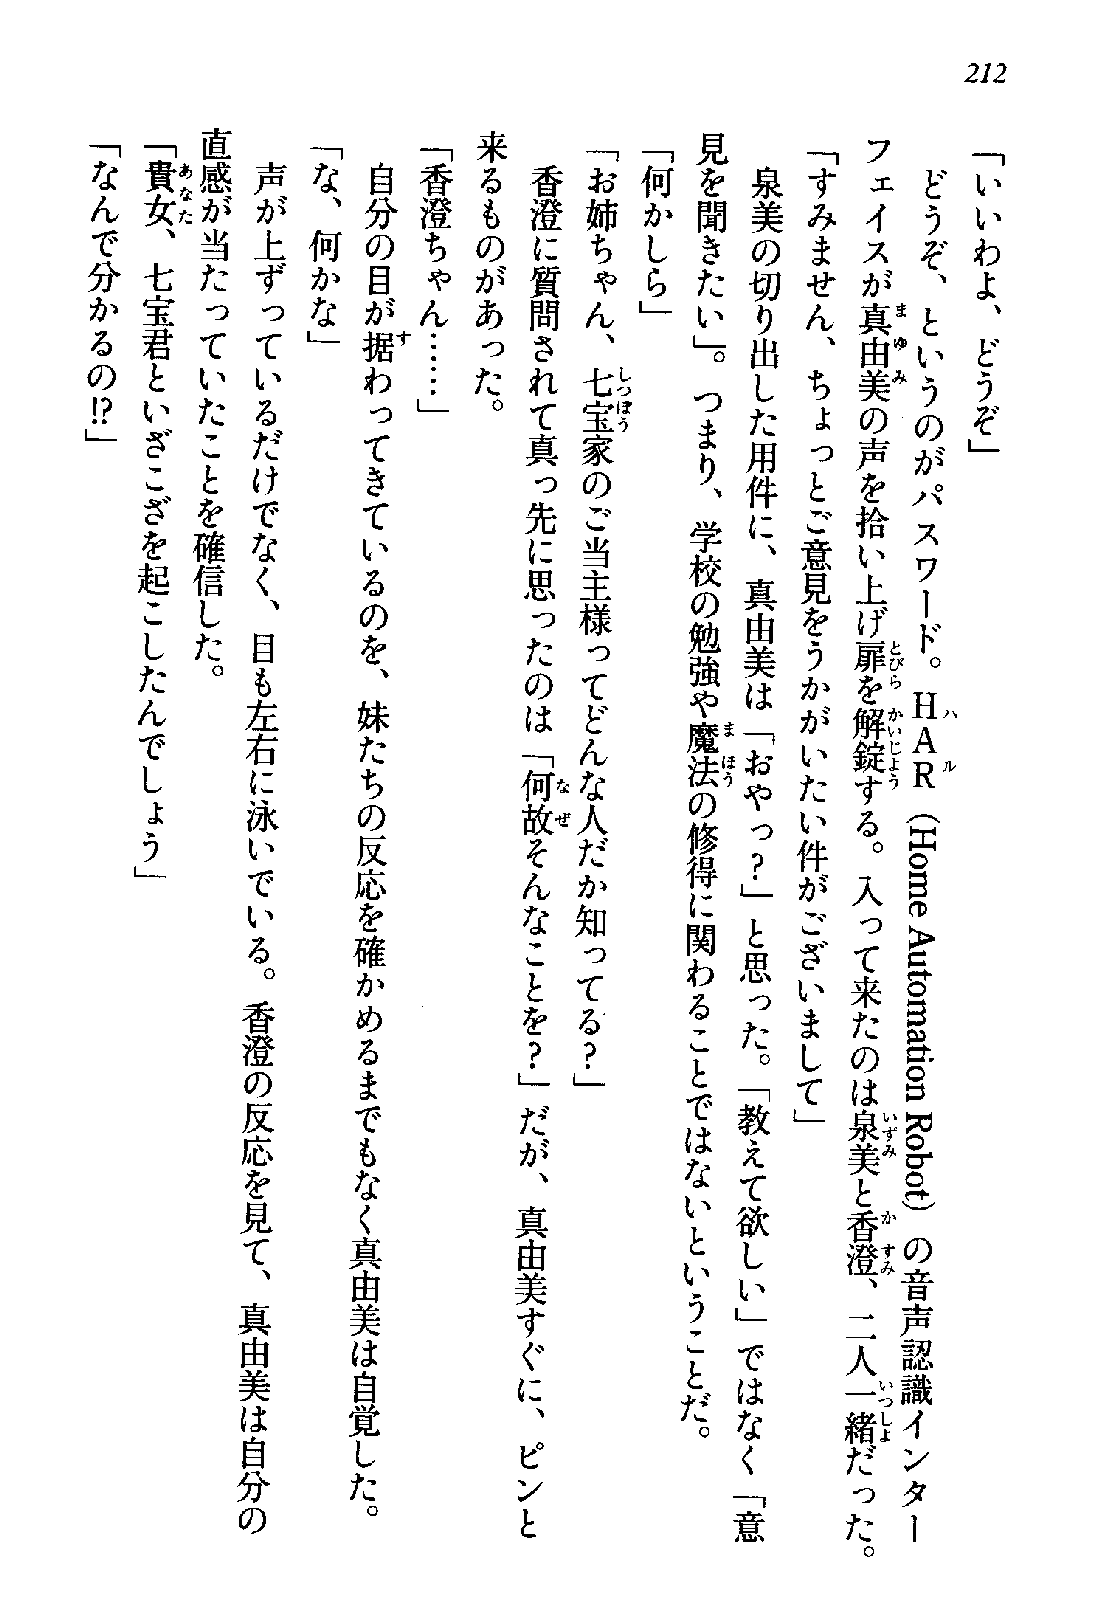 212
「いいわよ、どうぞ」
　どうぞ、というのがパスワード。HAR（Home Automation Robot）の音声認識インター
フェイスが真由美の声を拾い上げ扉を解錠する。入って来たのは泉美と香澄、二人一緒だった。
「すみません、ちょっとご意見をうかがいたい件がございまして」
　泉美の切り出した用件に、真由美は「おやっ？」と思った。「教えて欲しい」ではなく「意
見を聞きたい」。つまり、学校の勉強や魔法の修得に関わることではないということだ。
「何かしら」
「お姉ちゃん、七宝家のご当主様ってどんな人だか知ってる？」
　香澄に質問されて真っ先に思ったのは「何故そんなことを？」だが、真由美すぐに、ピンと
来るものがあった。
「香澄ちゃん……」
　自分の目が据わってきているのを、妹たちの反応を確かめるまでもなく真由美は自覚した。
「な、何かな」
　声が上ずっているだけでなく、目も左右に泳いでいる。香澄の反応を見て、真由美は自分の
直感が当たっていたことを確信した。
「貴女、七宝君といざこざを起こしたんでしょう」
「なんで分かるの!?」